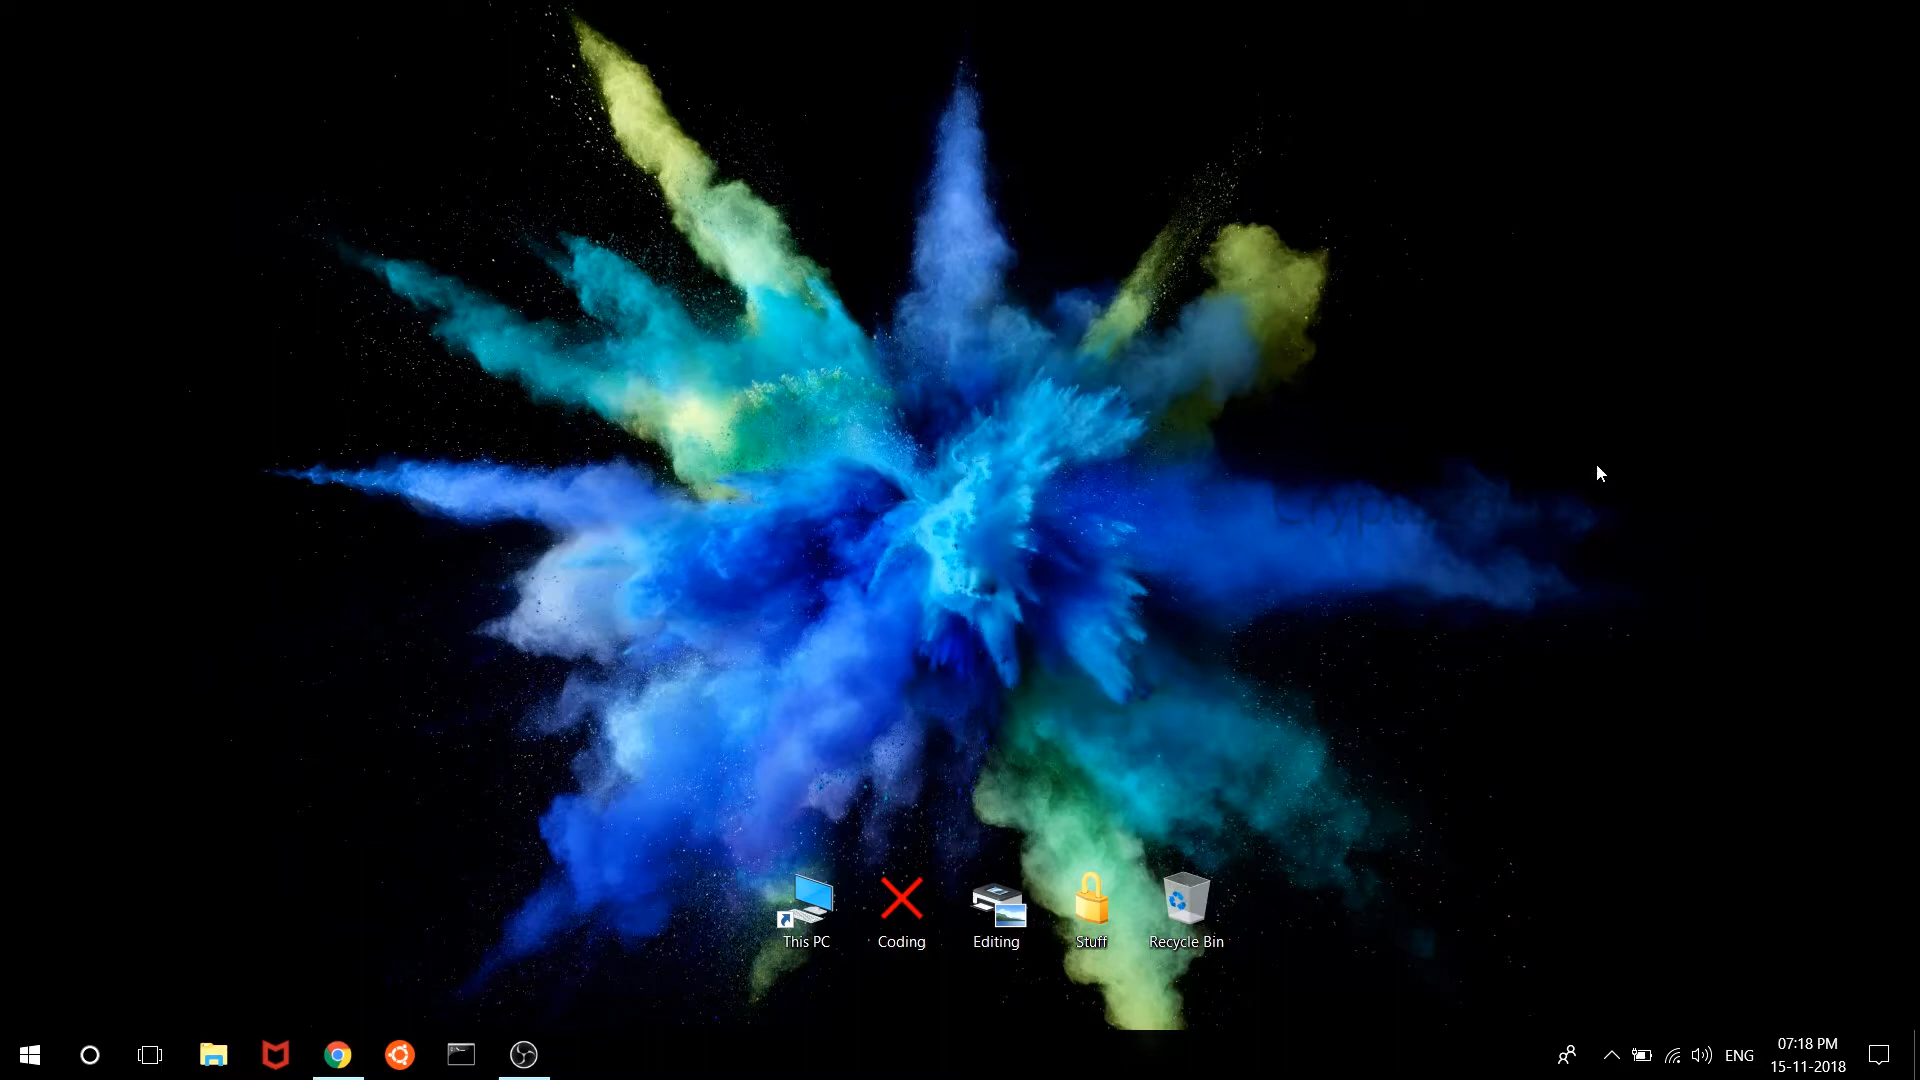 This PC
Coding
Editing
Stuff
Recycle Bin
ENG
07:18 PM
15-11-2018